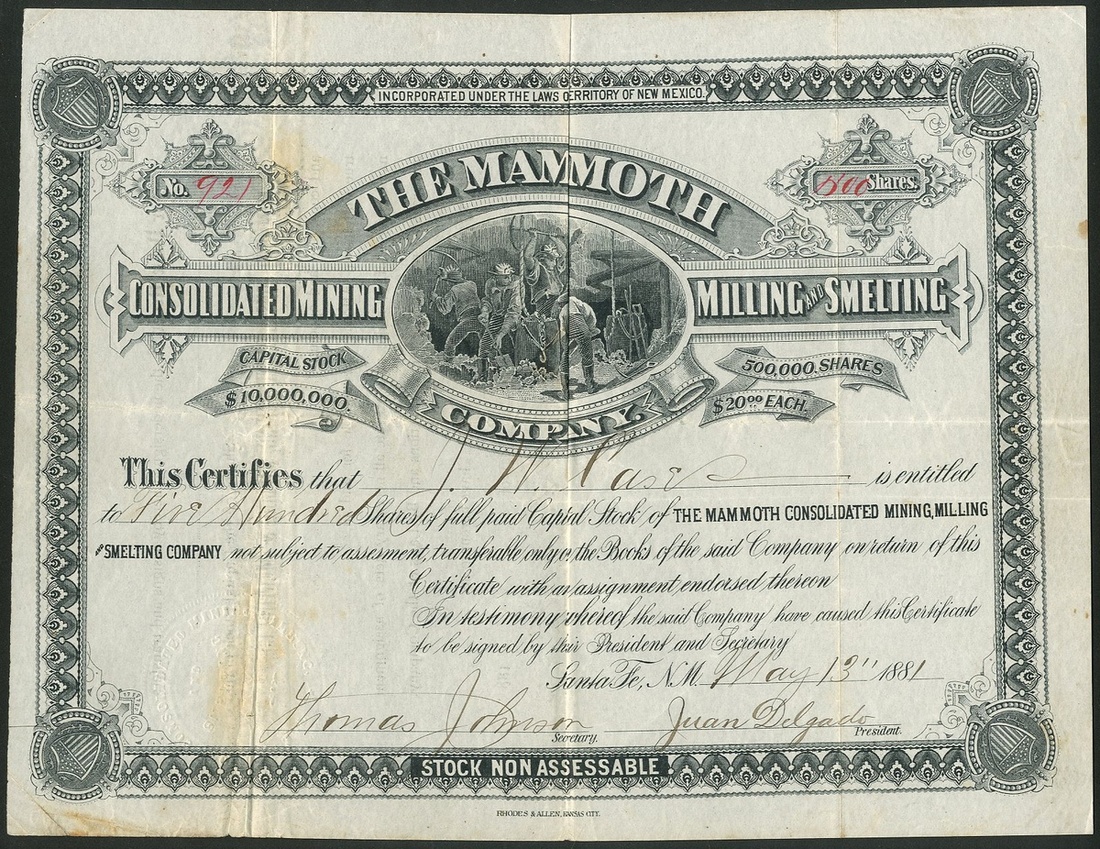 INCORPORATED UNDER THE LAWS OERRITORY OF NEW MEXICO.
No. 921
500 Shares.
THE MAMMOTH
CONSOLIDATED MINING MILLING AND SMELTING
COMPNY.
CAPITAL STOCK
$10,000,000.
500,000 SHARES
$20.00 EACH.
This Certifies that J. W. Case is entitled
to Five Hundred Shares of full paid Capital Stock of THE MAMMOTH CONSOLIDATED MINING, MILLING
AND SMELTING COMPANY not subject to assesment, transferable only on the Books of the said Company on return of this
Certificate with an assignment endorsed thereon
In testimony whereof the said Company have caused this Certificate
to be signed by their President and Secretary
Santa Fe, N.M. May 13" 1881
Thomas Johnson Juan Delgado
Secretary. President.
STOCK NON ASSESSABLE
RHODES & ALLEN, KANSAS CITY.